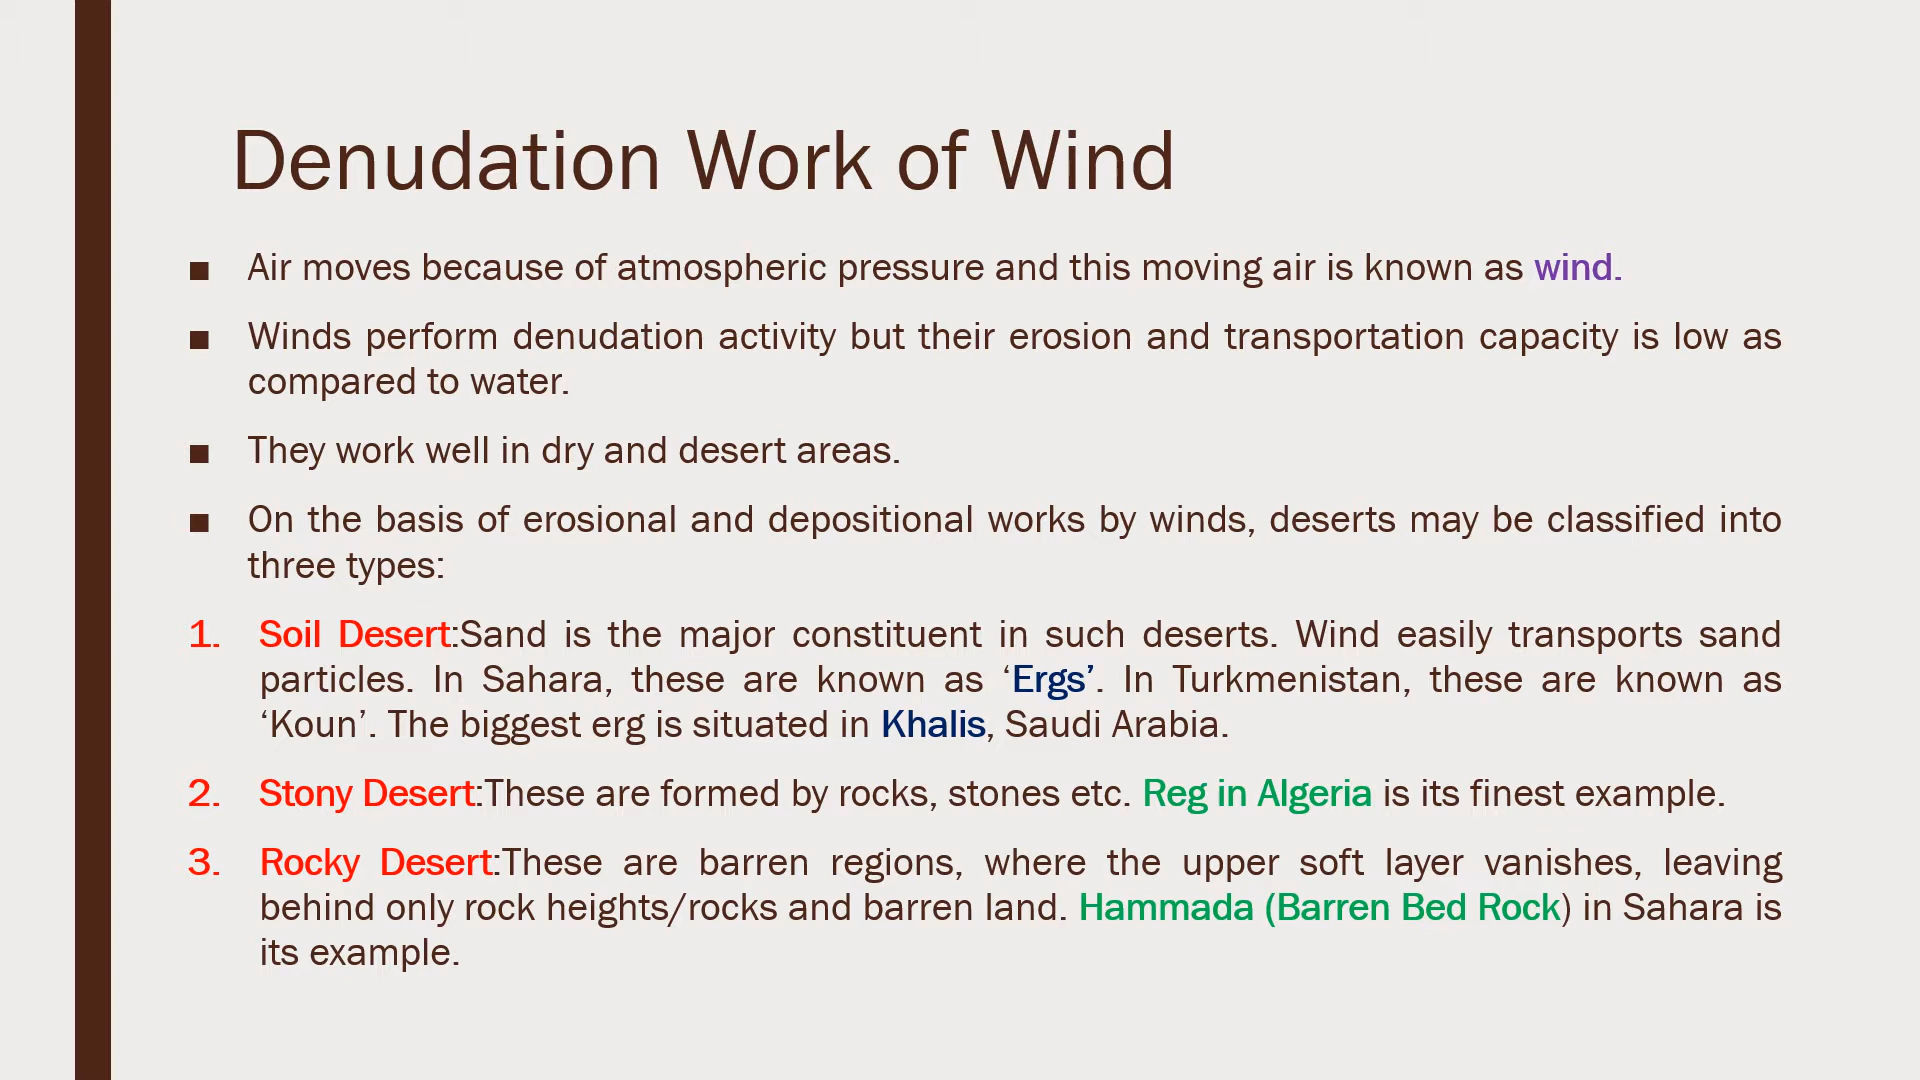 Denudation Work of Wind
■ Air moves because of atmospheric pressure and this moving air is known as wind.
■ Winds perform denudation activity but their erosion and transportation capacity is low as
compared to water.
■ They work well in dry and desert areas.
■ On the basis of erosional and depositional works by winds, deserts may be classified into
three types:
1. Soil Desert:Sand is the major constituent in such deserts. Wind easily transports sand
particles. In Sahara, these are known as ‘Ergs’. In Turkmenistan, these are known as
‘Koun’. The biggest erg is situated in Khalis, Saudi Arabia.
2. Stony Desert:These are formed by rocks, stones etc. Reg in Algeria is its finest example.
3. Rocky Desert:These are barren regions, where the upper soft layer vanishes, leaving
behind only rock heights/rocks and barren land. Hammada (Barren Bed Rock) in Sahara is
its example.